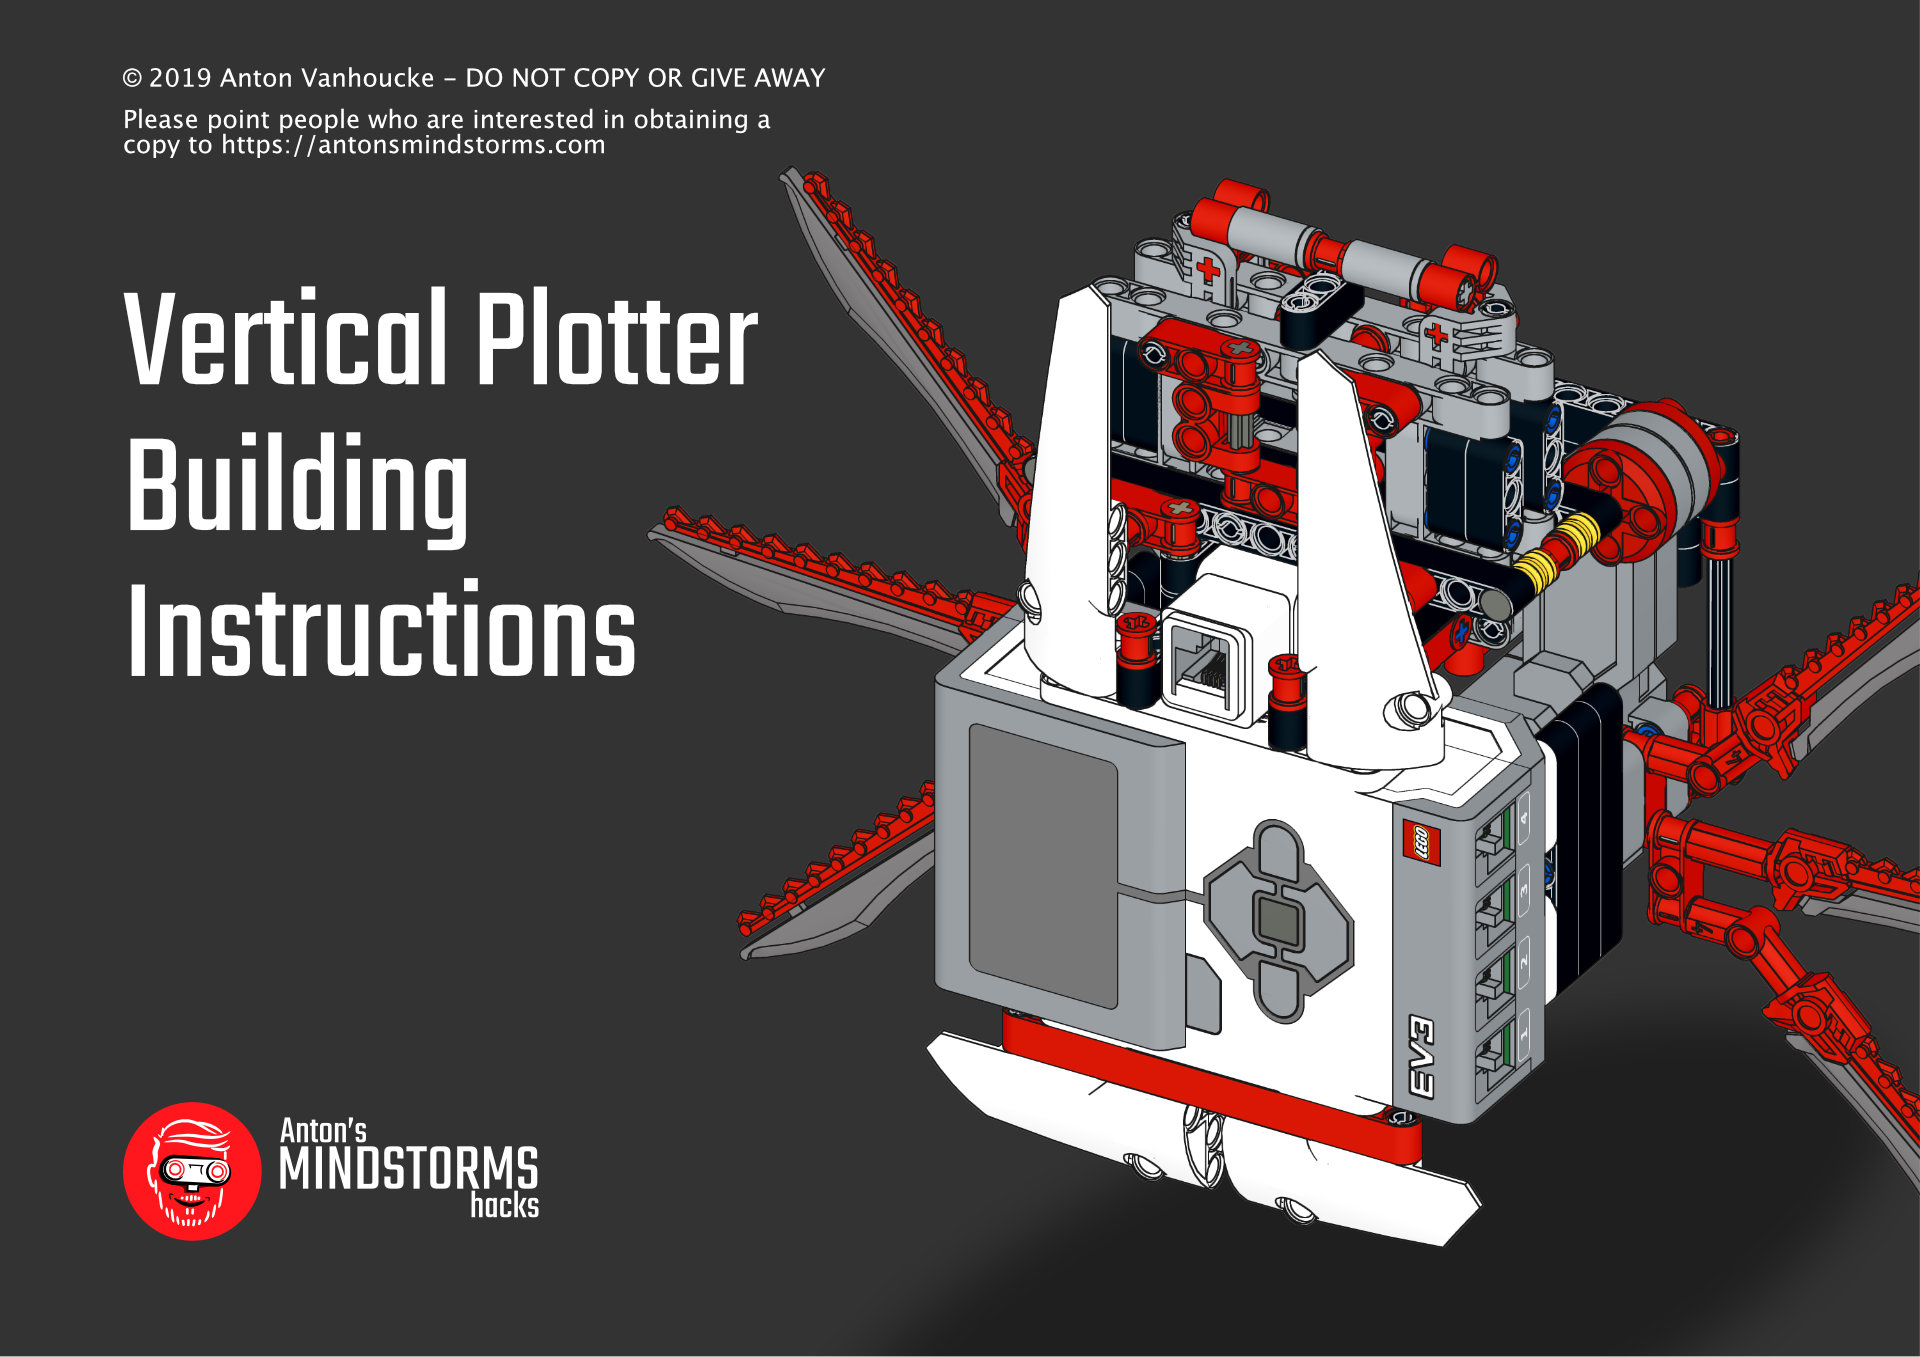 © 2019 Anton Vanhoucke – DO NOT COPY OR GIVE AWAY
Please point people who are interested in obtaining a
copy to https://antonsmindstorms.com
Vertical Plotter
Building
Instructions
Anton's
MINDSTORMS
hacks
LEGO
EV3
4
3
2
1